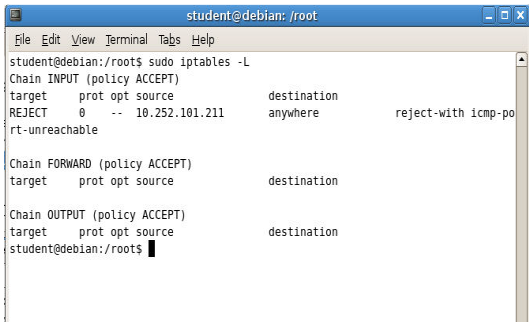 student@debian: /root
File Edit View Terminal Tabs Help
student@debian:/root$ sudo iptables -L
Chain INPUT (policy ACCEPT)
target     prot opt source               destination
REJECT     0    --  10.252.101.211       anywhere            reject-with icmp-po
rt-unreachable
Chain FORWARD (policy ACCEPT)
target     prot opt source               destination
Chain OUTPUT (policy ACCEPT)
target     prot opt source               destination
student@debian:/root$